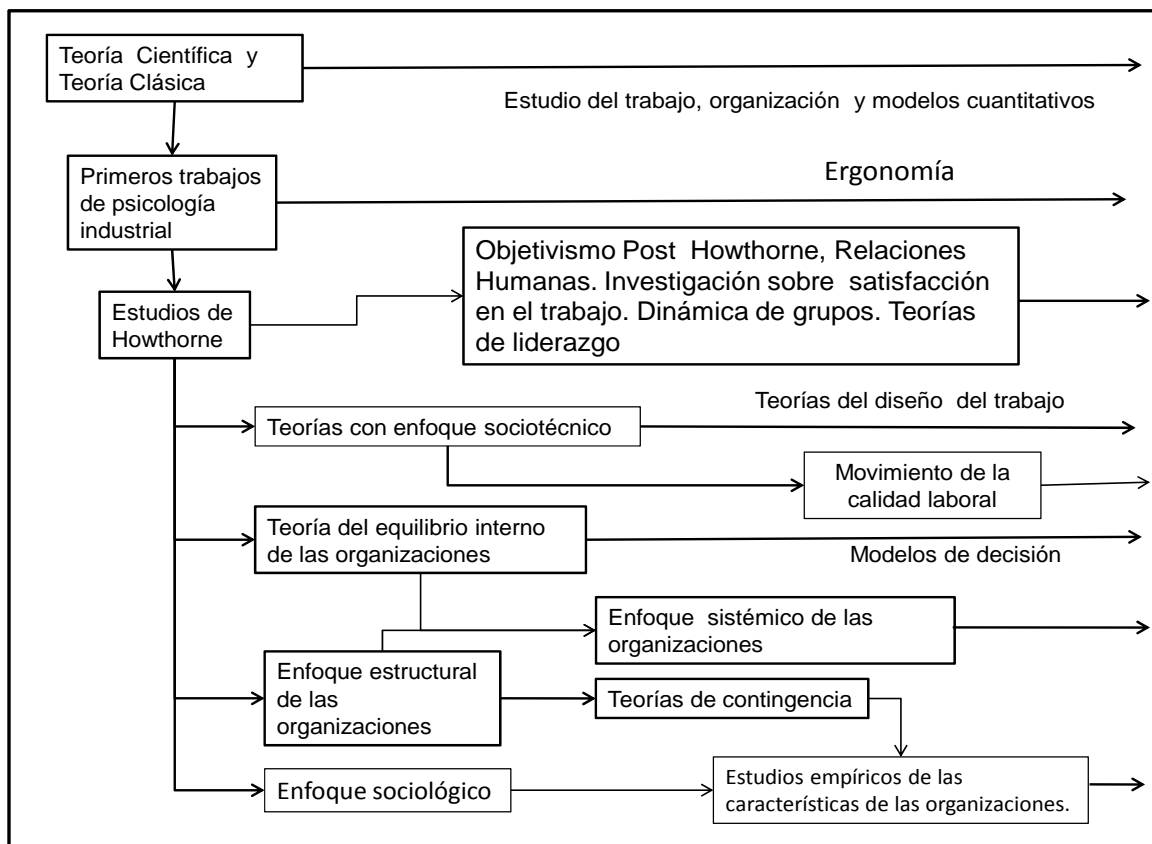 Teoría Científica y
Teoría Clásica
Estudio del trabajo, organización y modelos cuantitativos
Primeros trabajos
de psicología
industrial
Ergonomía
Objetivismo Post Howthorne, Relaciones
Humanas. Investigación sobre satisfacción
en el trabajo. Dinámica de grupos. Teorías
de liderazgo
Estudios de
Howthorne
Teorías con enfoque sociotécnico
Teorías del diseño del trabajo
Movimiento de la
calidad laboral
Teoría del equilibrio interno
de las organizaciones
Modelos de decisión
Enfoque sistémico de las
organizaciones
Enfoque estructural
de las
organizaciones
Teorías de contingencia
Enfoque sociológico
Estudios empíricos de las
características de las organizaciones.